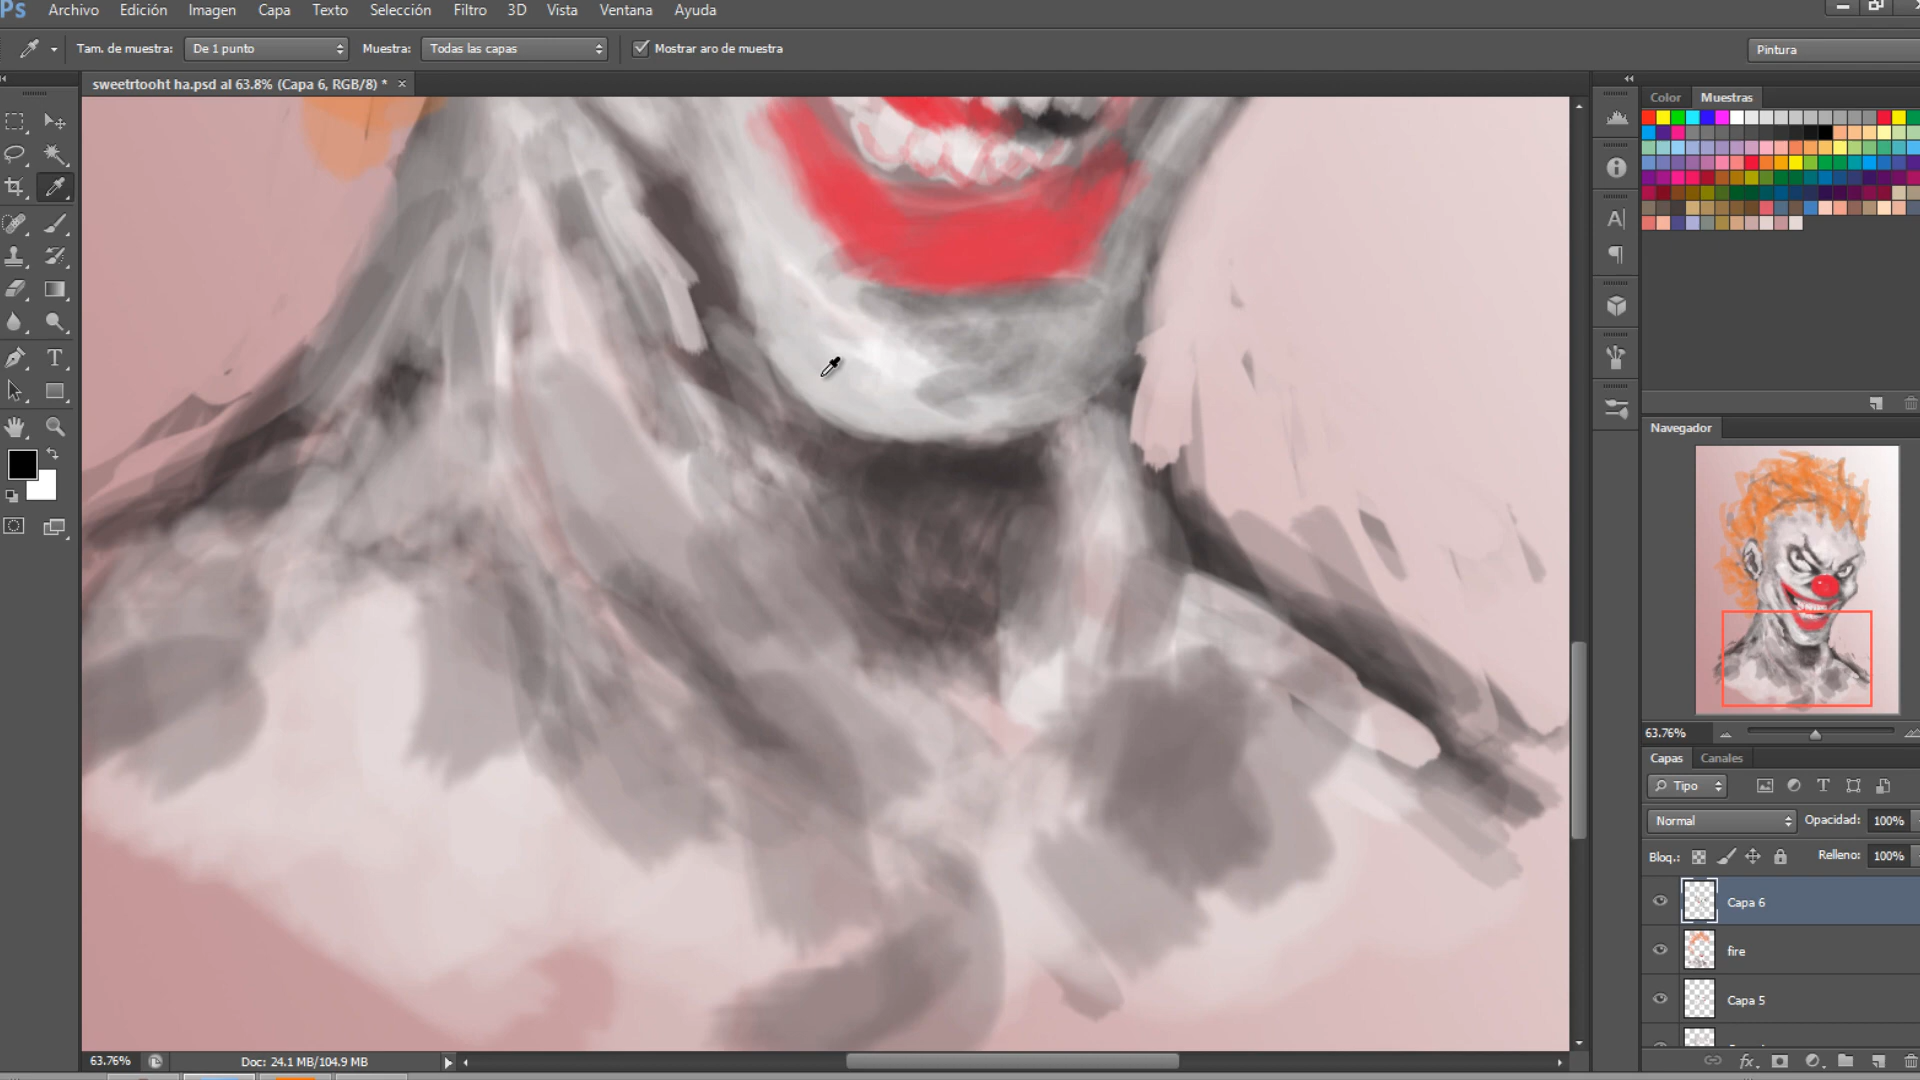 Ps Archivo Edición Imagen Capa Texto Selección Filtro 3D Vista Ventana Ayuda
Tam. de muestra: De 1 punto Muestra: Todas las capas Mostrar aro de muestra Pintura
sweetrtooht ha.psd al 63.8% (Capa 6, RGB/8) * ×
Color Muestras
Navegador
63.76%
Capas Canales
Tipo
Normal Opacidad: 100%
Bloq.: Relleno: 100%
Capa 6
fire
Capa 5
63.76% Doc: 24.1 MB/104.9 MB